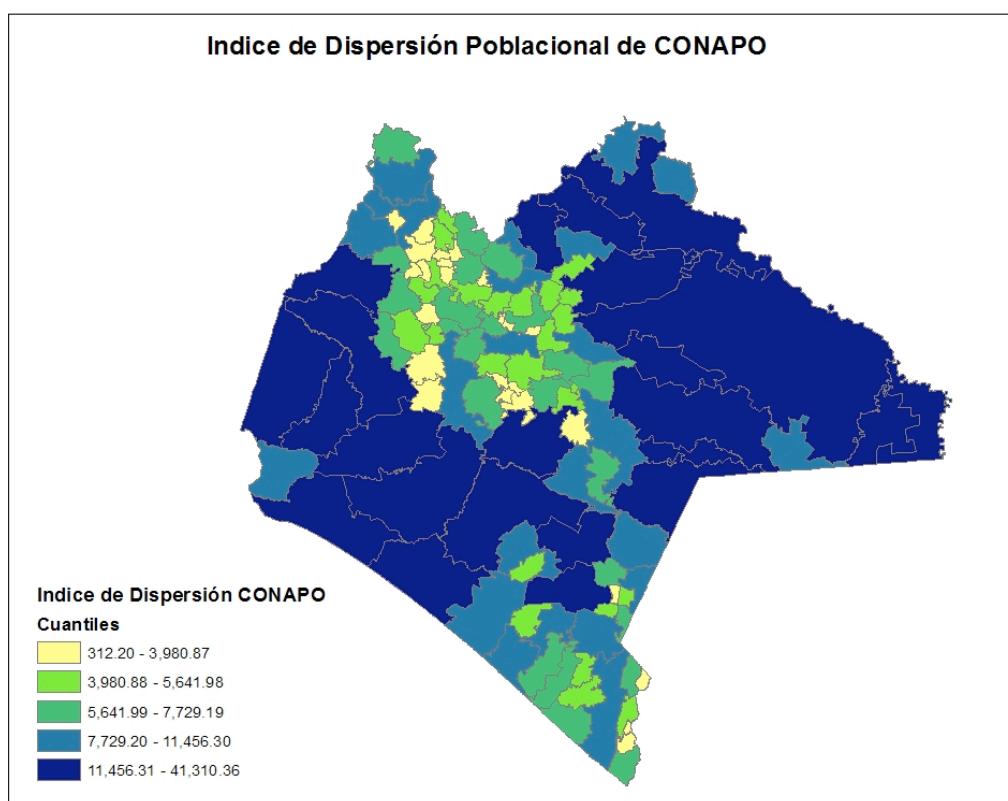 Indice de Dispersión Poblacional de CONAPO
Indice de Dispersión CONAPO
Cuantiles
312.20 - 3,980.87
3,980.88 - 5,641.98
5,641.99 - 7,729.19
7,729.20 - 11,456.30
11,456.31 - 41,310.36